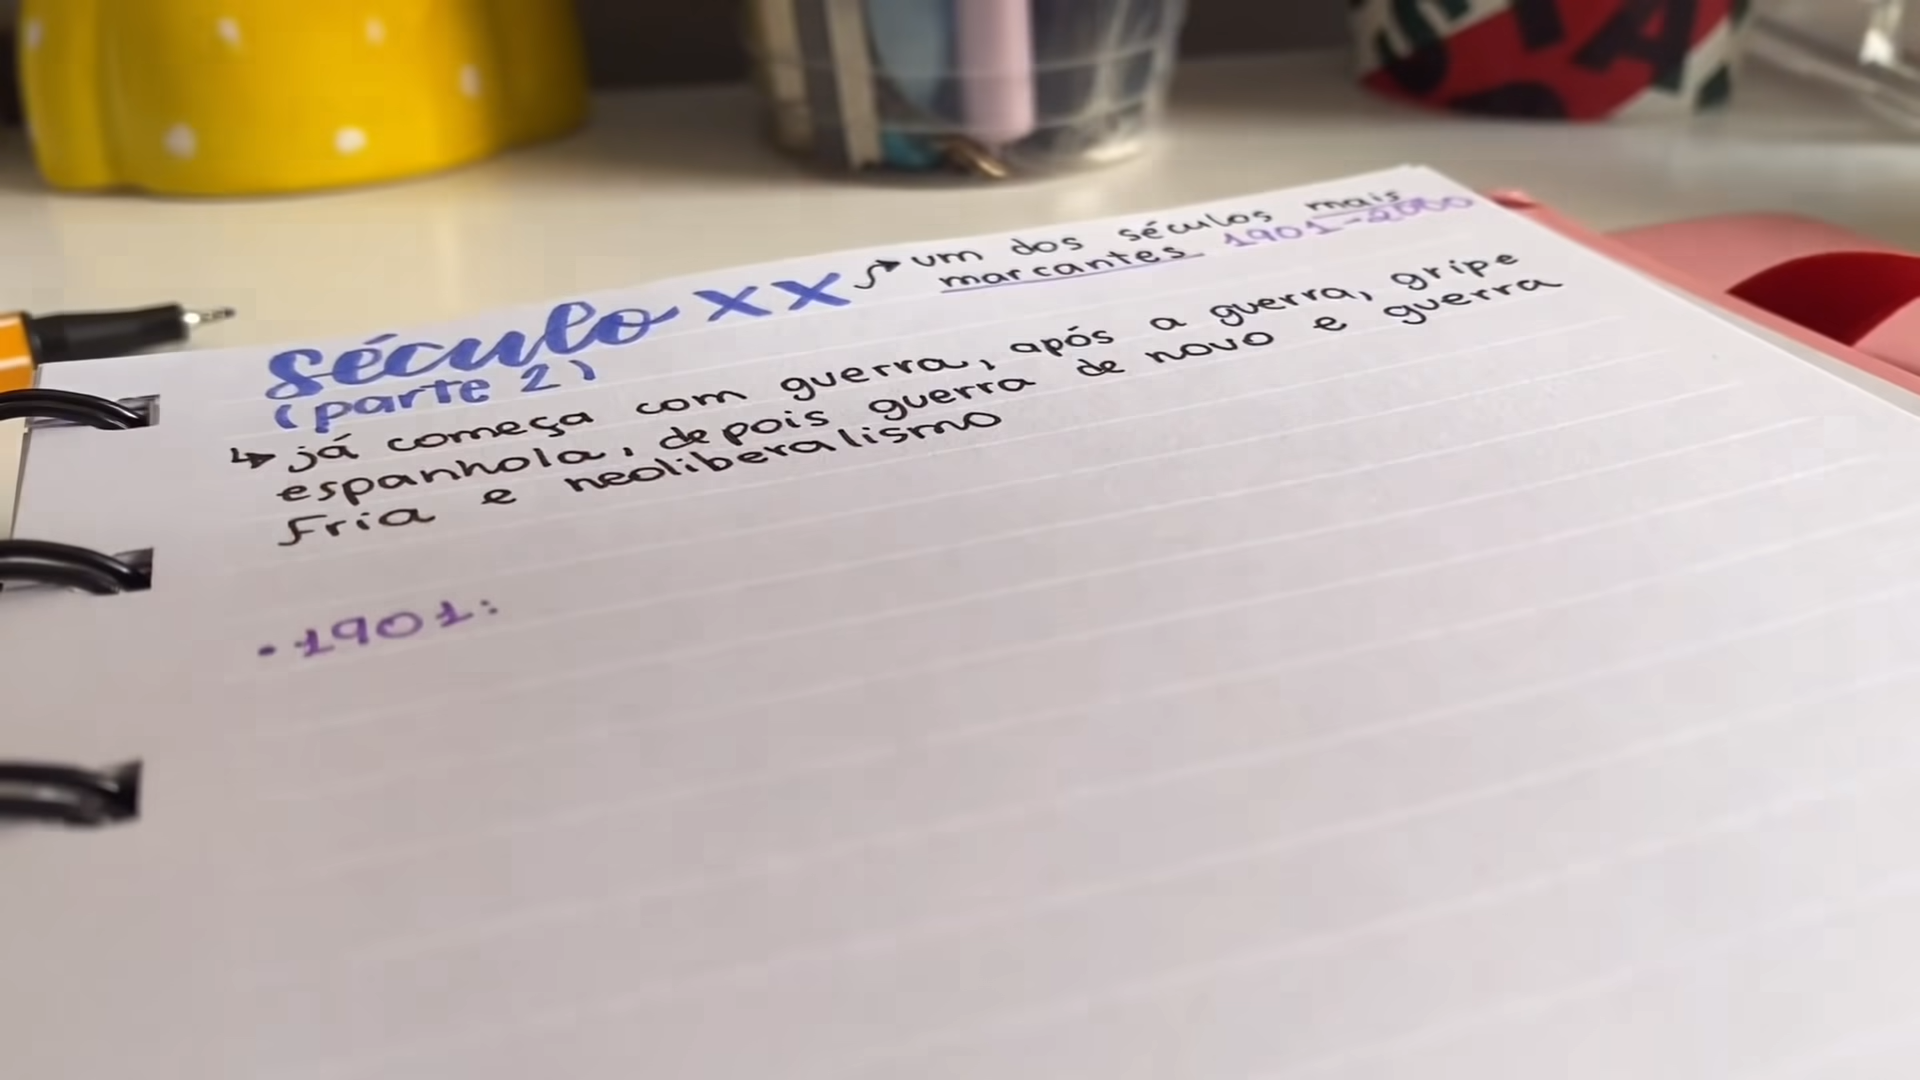 Século XX
(parte 2)
↝ um dos séculos mais
marcantes 1901-2000
↳ já começa com guerra, após a guerra, gripe
espanhola, depois guerra de novo e guerra
Fria e neoliberalismo
• 1901: